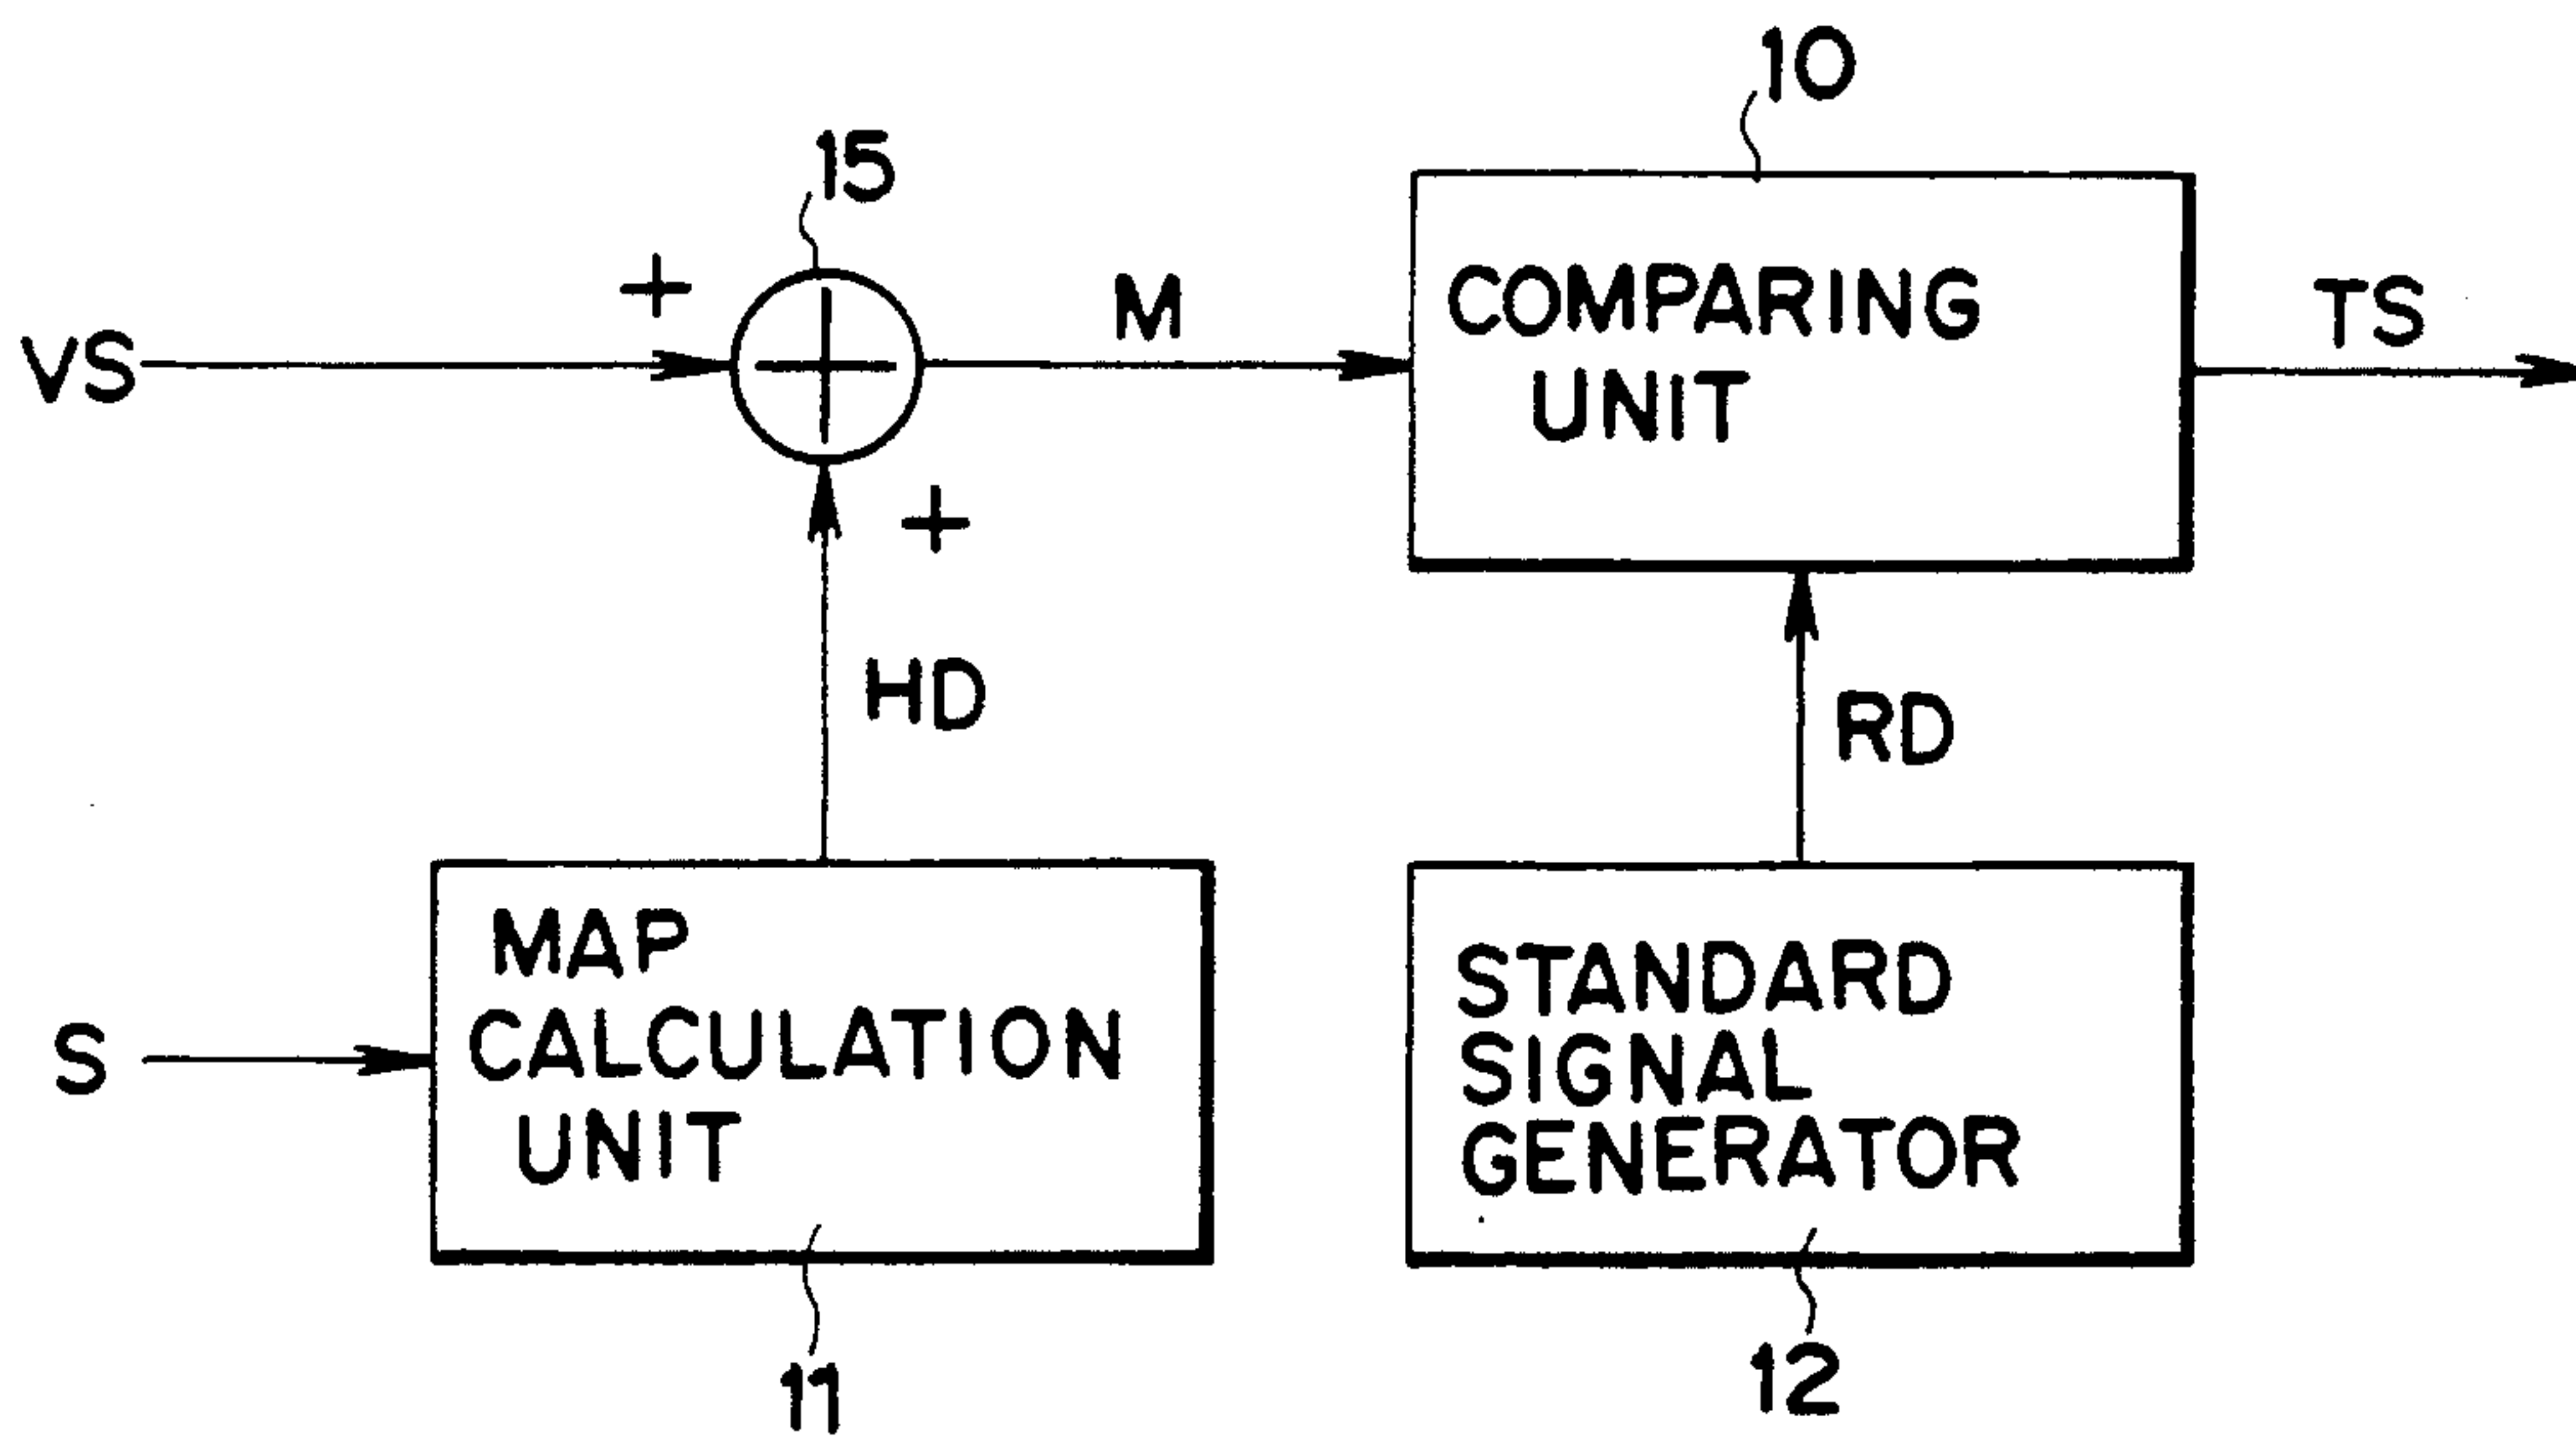 10
15
+
M
COMPARING
UNIT
TS
VS
+
HD
RD
MAP
CALCULATION
UNIT
S
STANDARD
SIGNAL
GENERATOR
11
12